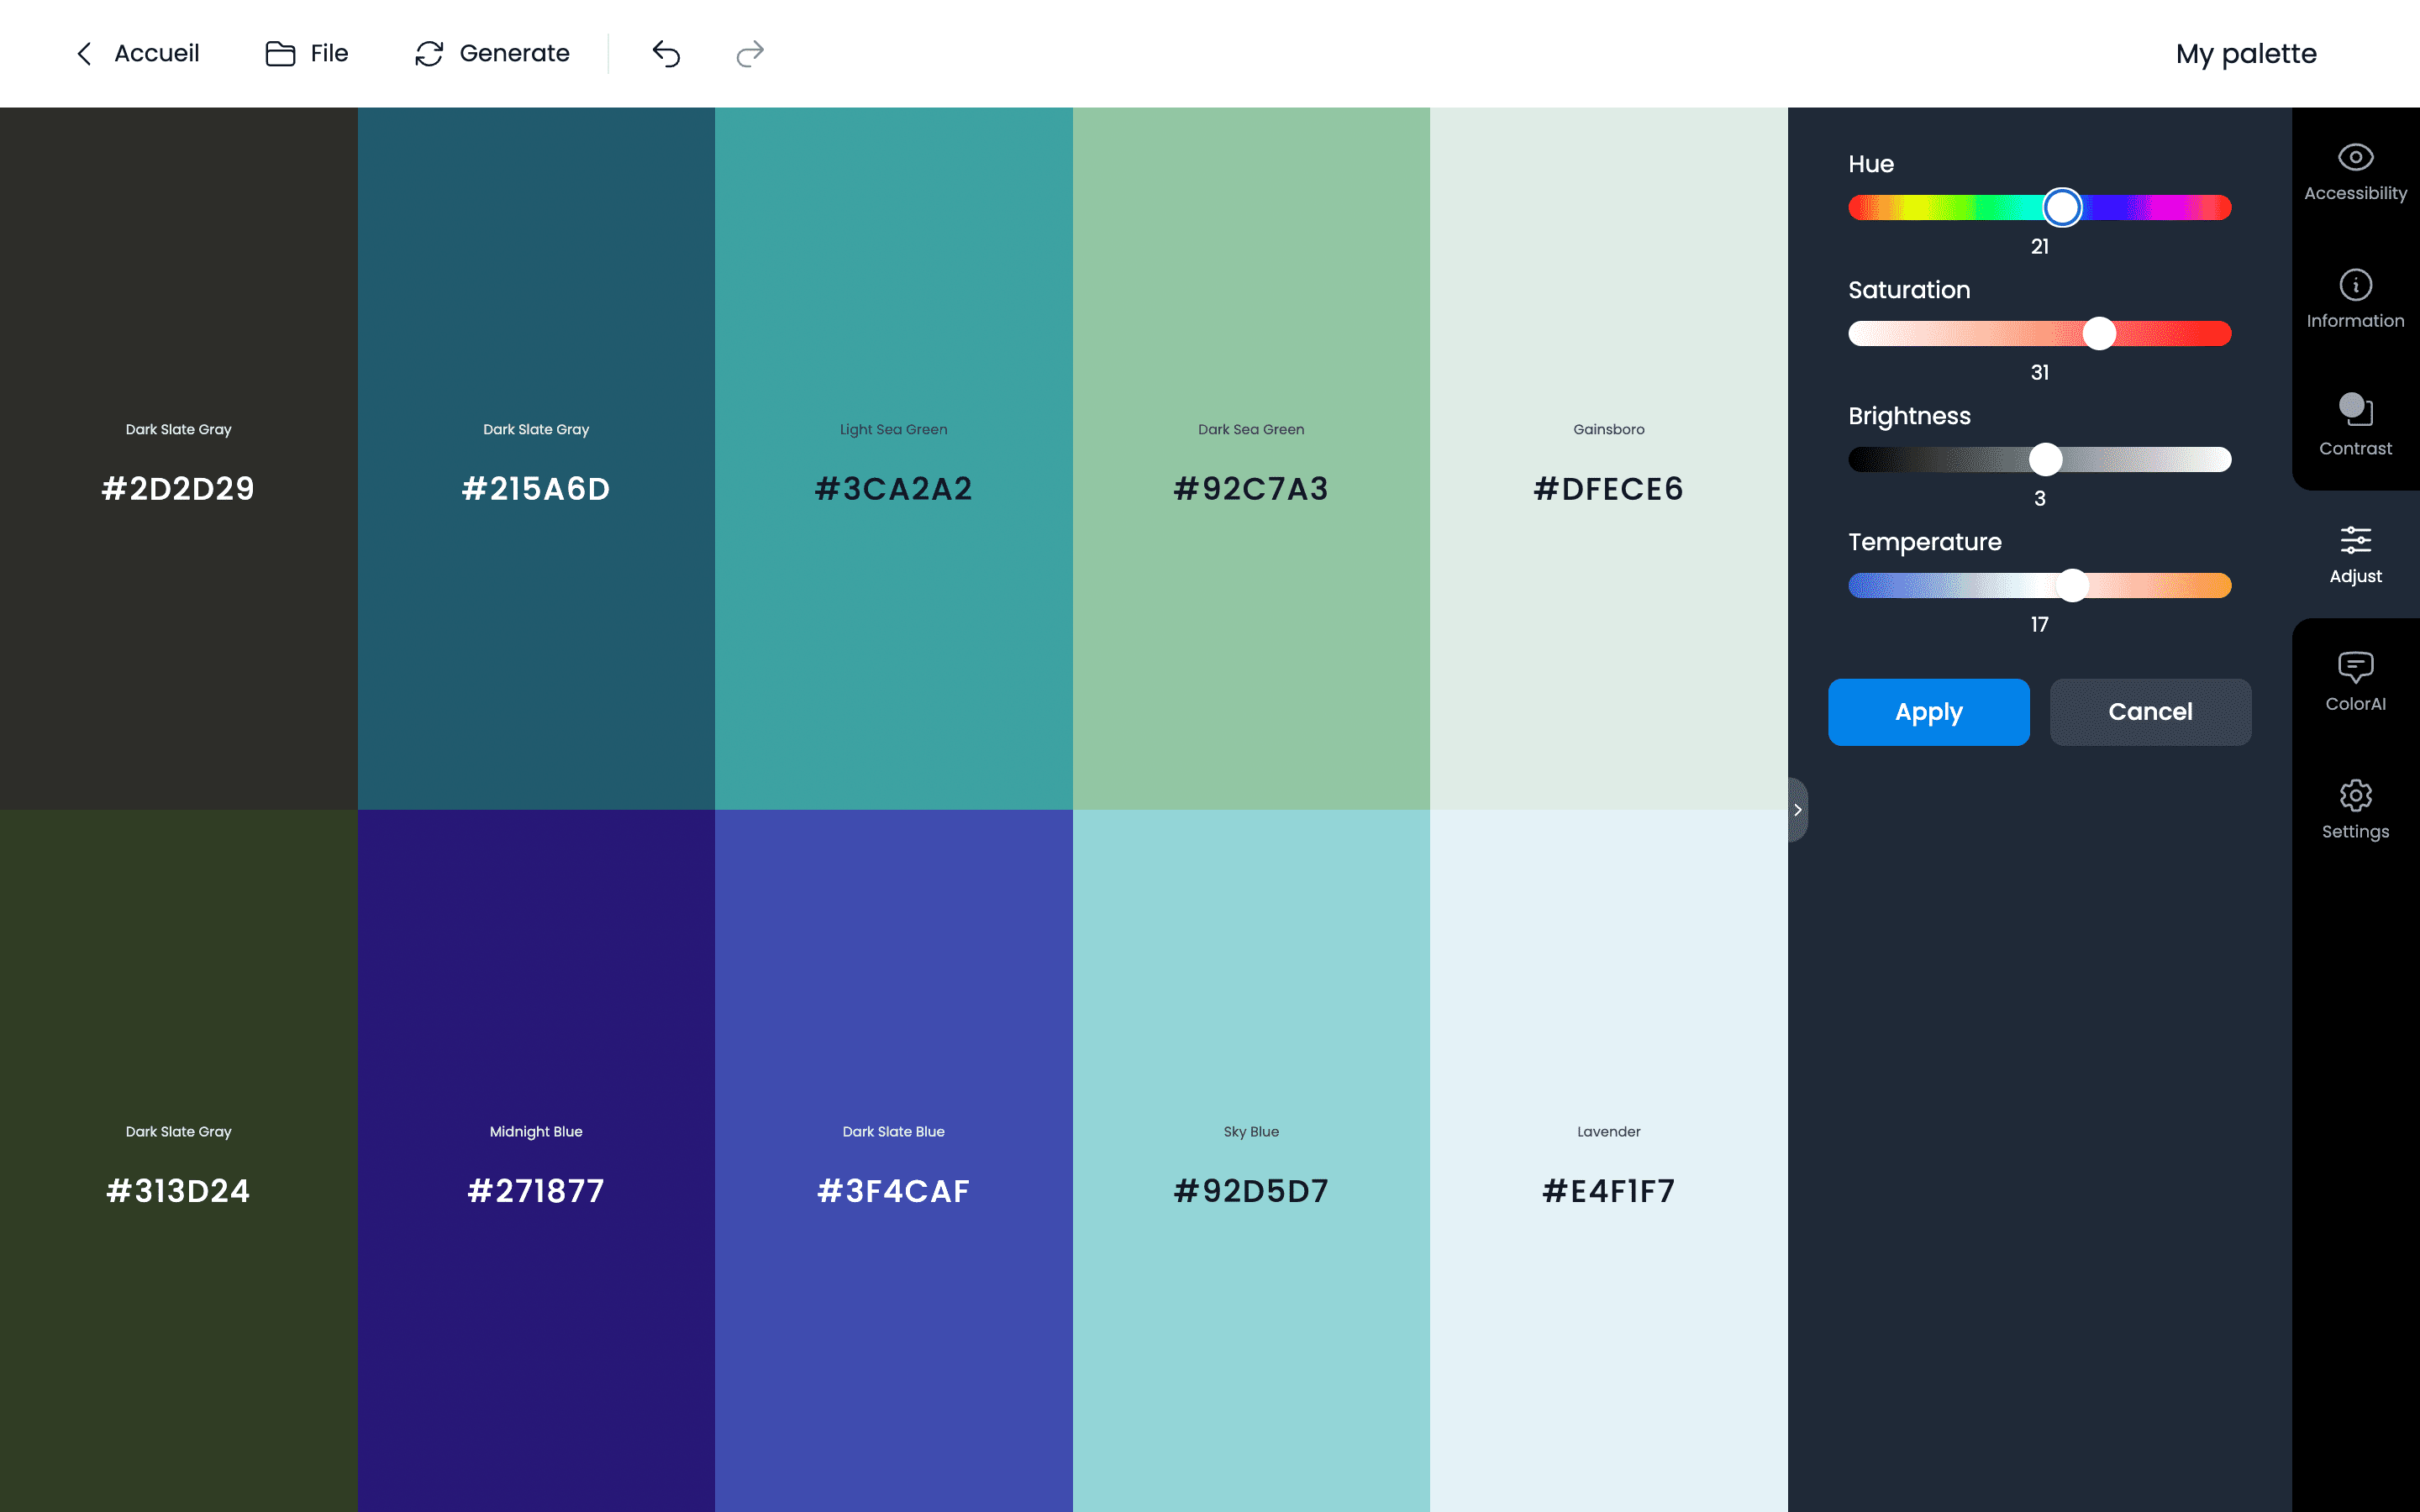 Accueil
File
Generate
My palette
Dark Slate Gray
#2D2D29
Dark Slate Gray
#215A6D
Light Sea Green
#3CA2A2
Dark Sea Green
#92C7A3
Gainsboro
#DFECE6
Dark Slate Gray
#313D24
Midnight Blue
#271877
Dark Slate Blue
#3F4CAF
Sky Blue
#92D5D7
Lavender
#E4F1F7
Hue
21
Saturation
31
Brightness
3
Temperature
17
Apply
Cancel
Accessibility
Information
Contrast
Adjust
ColorAI
Settings